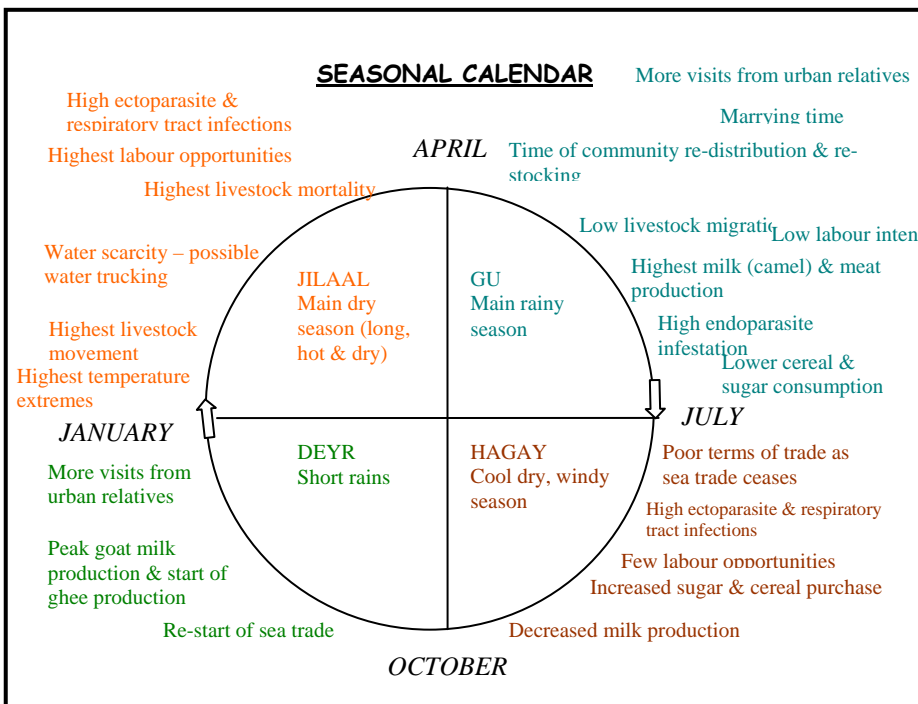 SEASONAL CALENDAR
More visits from urban relatives
High ectoparasite &
respiratory tract infections
Marrying time
Highest labour opportunities
APRIL
Time of community re-distribution & re-
stocking
Highest livestock mortality
Low livestock
Low labour
Water scarcity – possible
water trucking
JILAAL
Main dry
season (long,
hot & dry)
GU
Main rainy
season
Highest milk (camel) & meat
production
Highest livestock
movement
High endoparasite
infestation
Highest temperature
extremes
Lower cereal &
sugar consumption
JANUARY
JULY
DEYR
Short rains
HAGAY
Cool dry, windy
season
Poor terms of trade as
sea trade ceases
More visits from
urban relatives
High ectoparasite & respiratory
tract infections
Peak goat milk
production & start of
ghee production
Few labour opportunities
Increased sugar & cereal purchase
Re-start of sea trade
Decreased milk production
OCTOBER